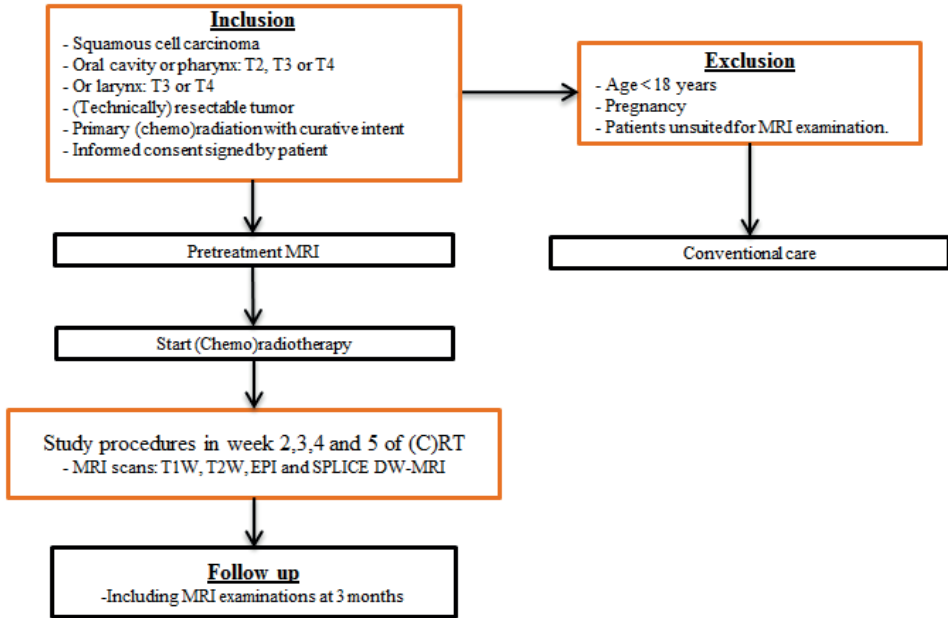 Inclusion
- Squamous cell carcinoma
- Oral cavity or pharynx: T2, T3 or T4
- Or larynx: T3 or T4
- (Technically) resectable tumor
- Primary (chemo)radiation with curative intent
- Informed consent signed by patient
Exclusion
- Age < 18 years
- Pregnancy
- Patients unsuited for MRI examination.
Pretreatment MRI
Conventional care
Start (Chemo)radiotherapy
Study procedures in week 2,3,4 and 5 of (C)RT
- MRI scans: T1W, T2W, EPI and SPLICE DW-MRI
Follow up
-Including MRI examinations at 3 months